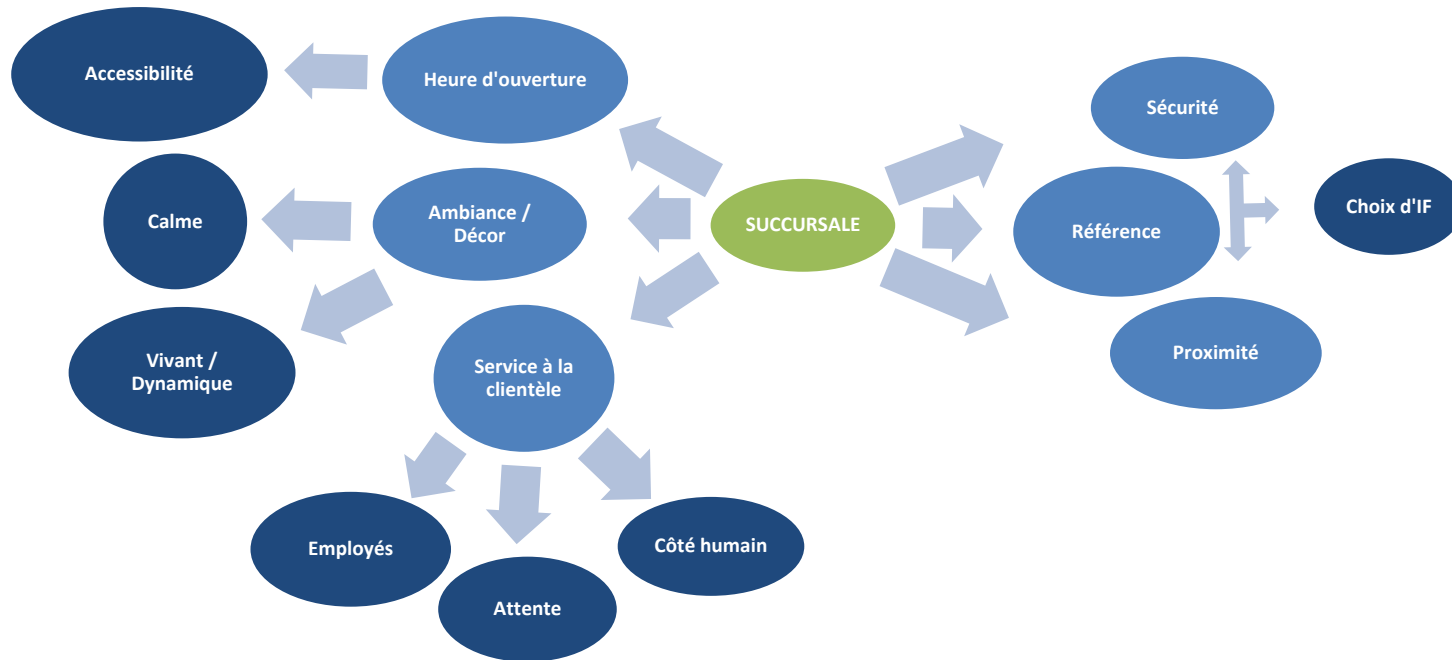 Accessibilité
Heure d'ouverture
Sécurité
Calme
Ambiance /
Décor
SUCCURSALE
Référence
Choix d'IF
Vivant /
Dynamique
Service à la
clientèle
Proximité
Employés
Attente
Côté humain